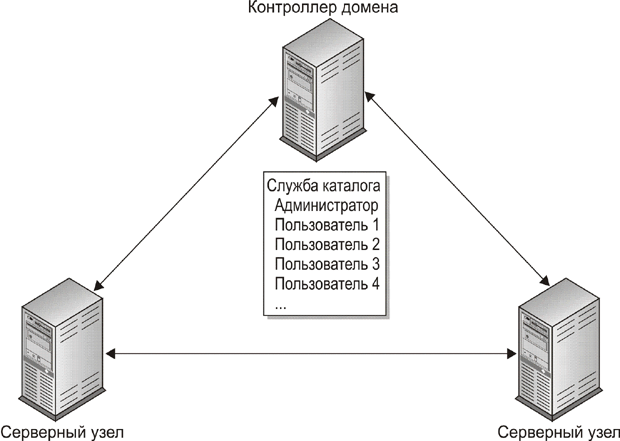 Контроллер домена
Служба каталога
Администратор
Пользователь 1
Пользователь 2
Пользователь 3
Пользователь 4
...
Серверный узел
Серверный узел